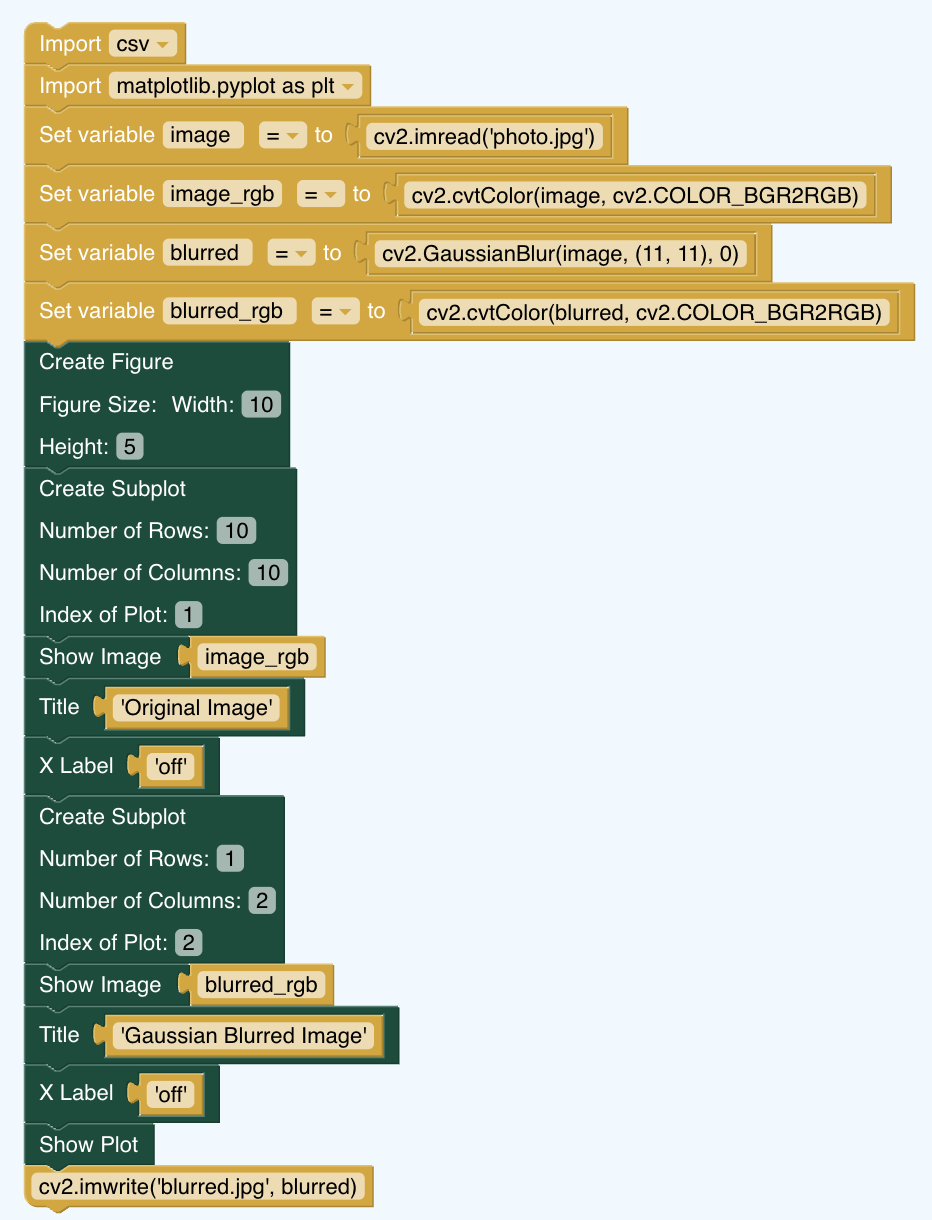 Import csv
Import matplotlib.pyplot as plt
Set variable image = to cv2.imread('photo.jpg')
Set variable image_rgb = to cv2.cvtColor(image, cv2.COLOR_BGR2RGB)
Set variable blurred = to cv2.GaussianBlur(image, (11, 11), 0)
Set variable blurred_rgb = to cv2.cvtColor(blurred, cv2.COLOR_BGR2RGB)
Create Figure
Figure Size: Width: 10
Height: 5
Create Subplot
Number of Rows: 10
Number of Columns: 10
Index of Plot: 1
Show Image image_rgb
Title 'Original Image'
X Label 'off'
Create Subplot
Number of Rows: 1
Number of Columns: 2
Index of Plot: 2
Show Image blurred_rgb
Title 'Gaussian Blurred Image'
X Label 'off'
Show Plot
cv2.imwrite('blurred.jpg', blurred)